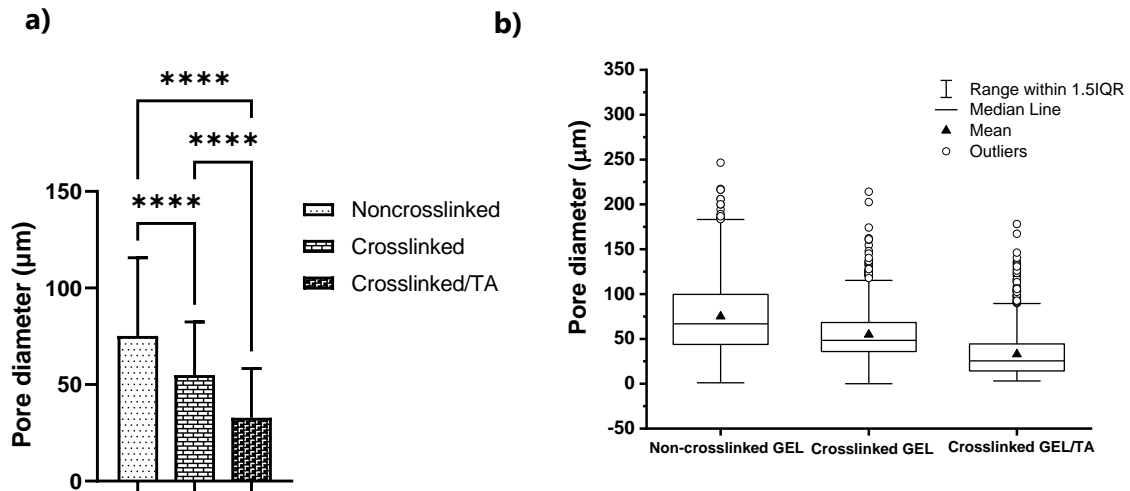 a)
****
****
****
Pore diameter (μm)
150
100
50
0
Noncrosslinked
Crosslinked
Crosslinked/TA
b)
Pore diameter (μm)
350
300
250
200
150
100
50
0
-50
Range within 1.5IQR
Median Line
Mean
Outliers
Non-crosslinked GEL
Crosslinked GEL
Crosslinked GEL/TA